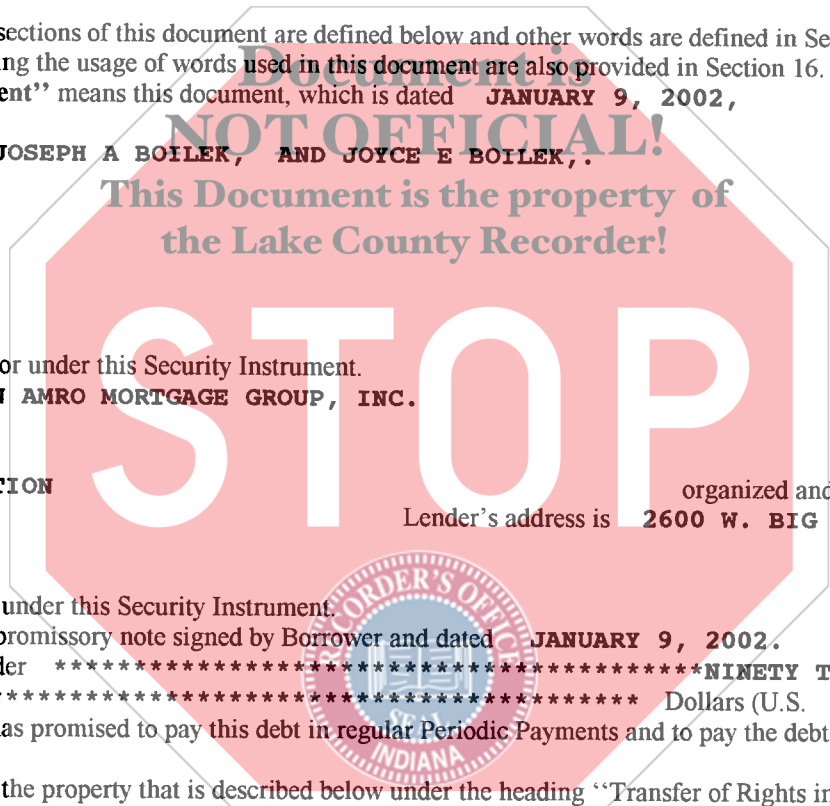 sections of this document are defined below and other words are defined in Se
ing the usage of words used in this document are also provided in Section 16.
Document is
ent’’ means this document, which is dated JANUARY 9, 2002,
NOT OFFICIAL!
JOSEPH A BOILEK, AND JOYCE E BOILEK,.
This Document is the property of
the Lake County Recorder!
STOP
or under this Security Instrument.
N AMRO MORTGAGE GROUP, INC.
TION organized and
Lender's address is 2600 W. BIG
RECORDER'S OFFICE
under this Security Instrument.
promissory note signed by Borrower and dated JANUARY 9, 2002.
der ******************************************NINETY T
***************************************** Dollars (U.S.
SEAL
as promised to pay this debt in regular Periodic Payments and to pay the debt
INDIANA
the property that is described below under the heading ‘‘Transfer of Rights in